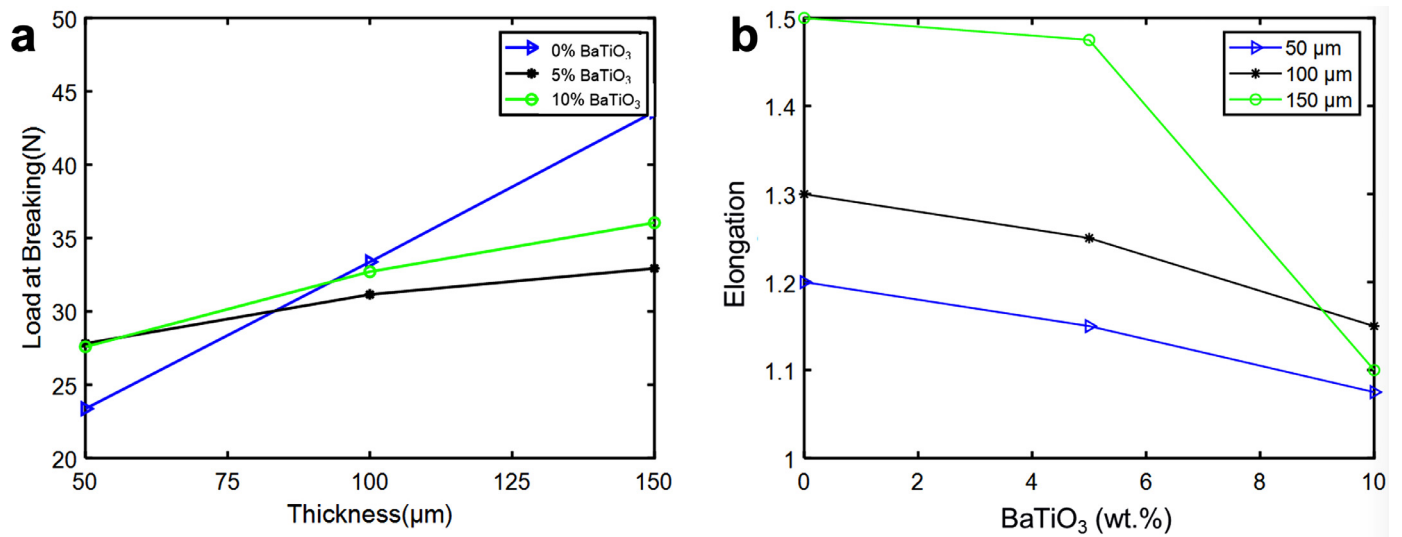 a
50
45
40
35
30
25
20
Load at Breaking(N)
0% BaTiO₃
5% BaTiO₃
10% BaTiO₃
50
75
100
125
150
Thickness(µm)
b
1.5
1.4
1.3
1.2
1.1
1
Elongation
50 µm
100 µm
150 µm
0
2
4
6
8
10
BaTiO₃ (wt.%)